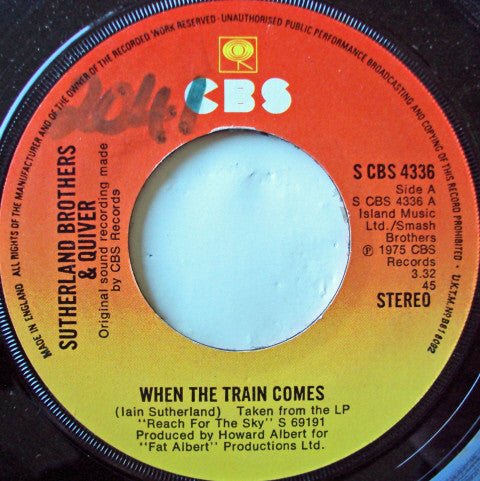 ALL RIGHTS OF THE MANUFACTURER AND OF THE OWNER OF THE RECORDED WORK RESERVED - UNAUTHORISED PUBLIC PERFORMANCE BROADCASTING AND COPYING OF THIS RECORD PROHIBITED · U.K.T.M. No B618092
MADE IN ENGLAND
CBS
SUTHERLAND BROTHERS
& QUIVER
Original sound recording made
by CBS Records
S CBS 4336
Side A
S CBS 4336 A
Island Music
Ltd./Smash
Brothers
℗ 1975 CBS
Records
3.32
45
STEREO
WHEN THE TRAIN COMES
(Iain Sutherland) Taken from the LP
"Reach For The Sky" S 69191
Produced by Howard Albert for
"Fat Albert" Productions Ltd.